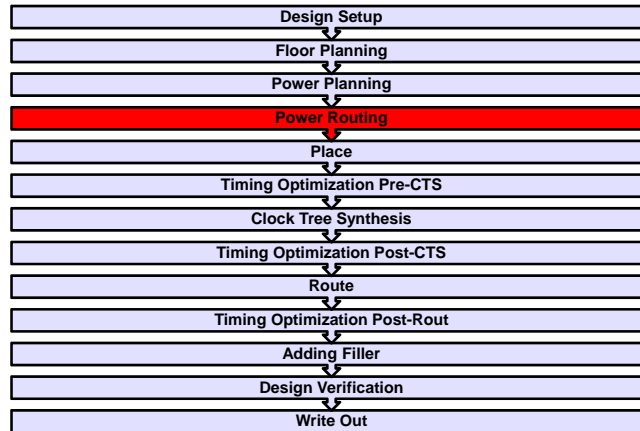 Design Setup
Floor Planning
Power Planning
Power Routing
Place
Timing Optimization Pre-CTS
Clock Tree Synthesis
Timing Optimization Post-CTS
Route
Timing Optimization Post-Rout
Adding Filler
Design Verification
Write Out